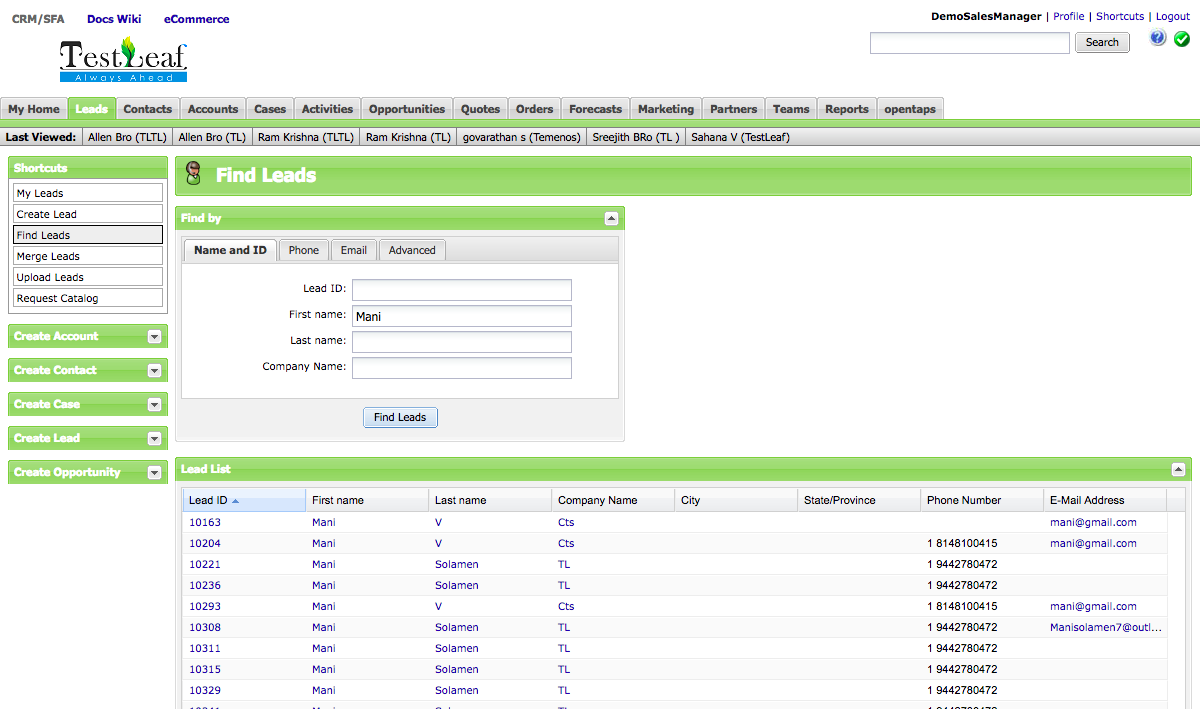 CRM/SFA Docs Wiki eCommerce
DemoSalesManager | Profile | Shortcuts | Logout
TestLeaf
Always Ahead
Search
My Home Leads Contacts Accounts Cases Activities Opportunities Quotes Orders Forecasts Marketing Partners Teams Reports opentaps
Last Viewed: Allen Bro (TLTL) Allen Bro (TL) Ram Krishna (TLTL) Ram Krishna (TL) govarathan s (Temenos) Sreejith BRo (TL ) Sahana V (TestLeaf)
Shortcuts
My Leads
Create Lead
Find Leads
Merge Leads
Upload Leads
Request Catalog
Create Account
Create Contact
Create Case
Create Lead
Create Opportunity
Find Leads
Find by
Name and ID Phone Email Advanced
Lead ID:
First name: Mani
Last name:
Company Name:
Find Leads
Lead List
Lead ID First name Last name Company Name City State/Province Phone Number E-Mail Address
10163 Mani V Cts mani@gmail.com
10204 Mani V Cts 1 8148100415 mani@gmail.com
10221 Mani Solamen TL 1 9442780472
10236 Mani Solamen TL 1 9442780472
10293 Mani V Cts 1 8148100415 mani@gmail.com
10308 Mani Solamen TL 1 9442780472 Manisolamen7@outl...
10311 Mani Solamen TL 1 9442780472
10315 Mani Solamen TL 1 9442780472
10329 Mani Solamen TL 1 9442780472